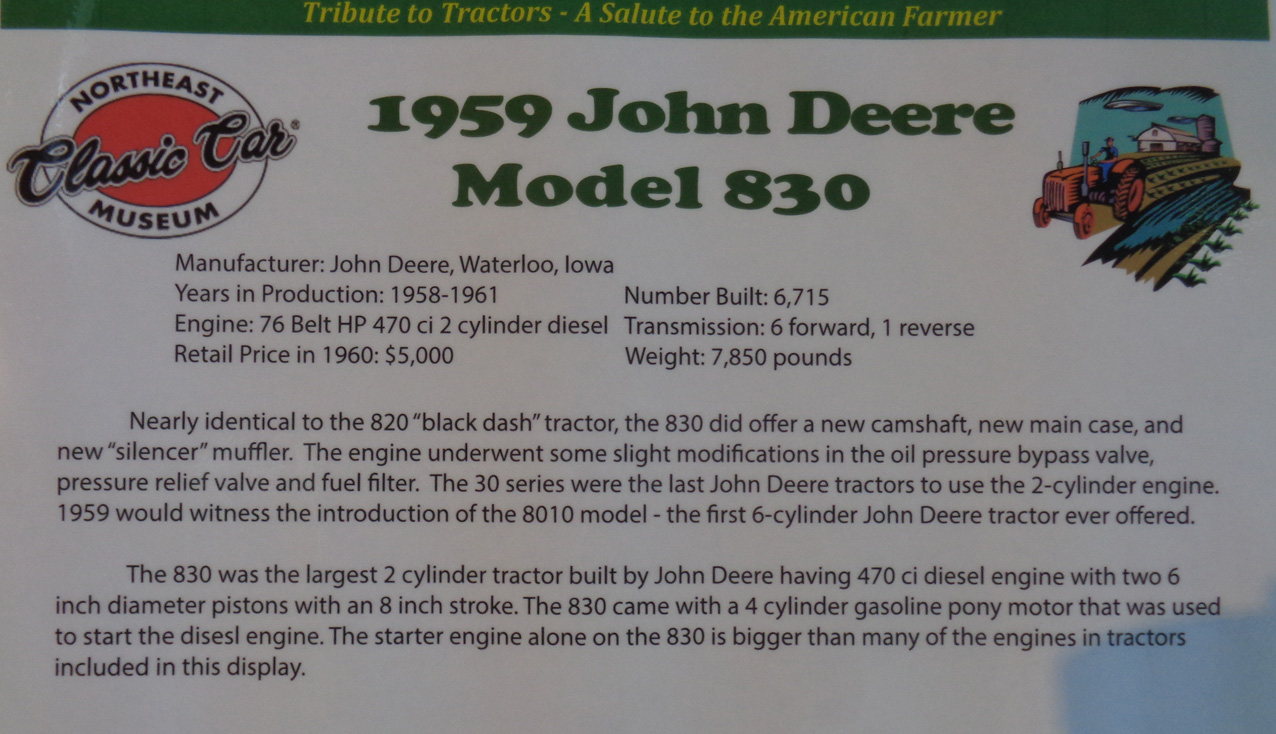 Tribute to Tractors - A Salute to the American Farmer
NORTHEAST
Classic Car®
MUSEUM
1959 John Deere
Model 830
Manufacturer: John Deere, Waterloo, Iowa
Years in Production: 1958-1961 Number Built: 6,715
Engine: 76 Belt HP 470 ci 2 cylinder diesel Transmission: 6 forward, 1 reverse
Retail Price in 1960: $5,000 Weight: 7,850 pounds
Nearly identical to the 820 “black dash” tractor, the 830 did offer a new camshaft, new main case, and
new “silencer” muffler. The engine underwent some slight modifications in the oil pressure bypass valve,
pressure relief valve and fuel filter. The 30 series were the last John Deere tractors to use the 2-cylinder engine.
1959 would witness the introduction of the 8010 model - the first 6-cylinder John Deere tractor ever offered.
The 830 was the largest 2 cylinder tractor built by John Deere having 470 ci diesel engine with two 6
inch diameter pistons with an 8 inch stroke. The 830 came with a 4 cylinder gasoline pony motor that was used
to start the disesl engine. The starter engine alone on the 830 is bigger than many of the engines in tractors
included in this display.